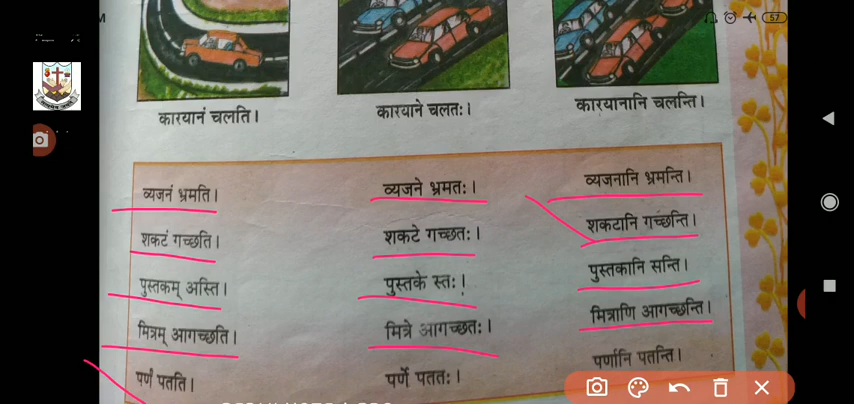 M
57
कारयानं चलति।
कारयाने चलतः।
कारयानानि चलन्ति।
व्यजनं भ्रमति।
व्यजने भ्रमतः।
व्यजनानि भ्रमन्ति।
शकटं गच्छति।
शकटे गच्छतः।
शकटानि गच्छन्ति।
पुस्तकम् अस्ति।
पुस्तके स्तः।
पुस्तकानि सन्ति।
मित्रम् आगच्छति।
मित्रे आगच्छतः।
मित्राणि आगच्छन्ति।
पर्णं पतति।
पर्णे पततः।
पर्णानि पतन्ति।